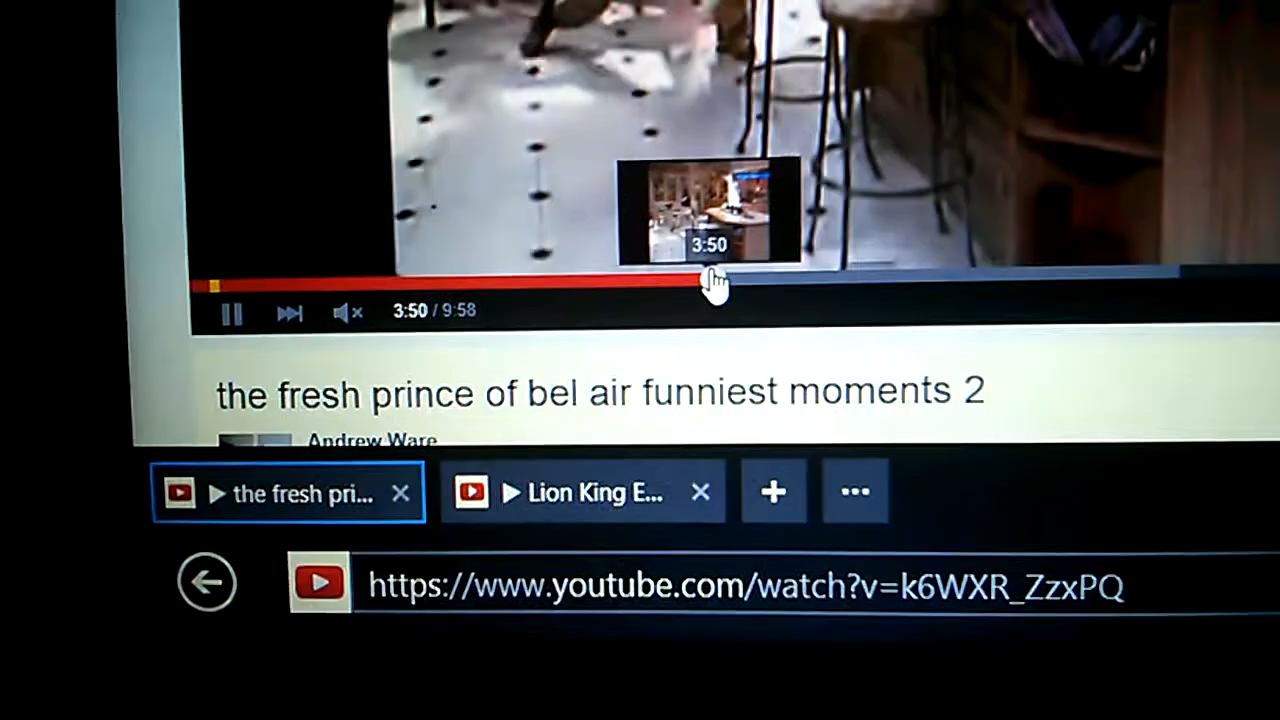 3:50
3:50 / 9:58
the fresh prince of bel air funniest moments 2
Andrew Ware
the fresh pri...
Lion King E...
https://www.youtube.com/watch?v=k6WXR_ZzxPQ